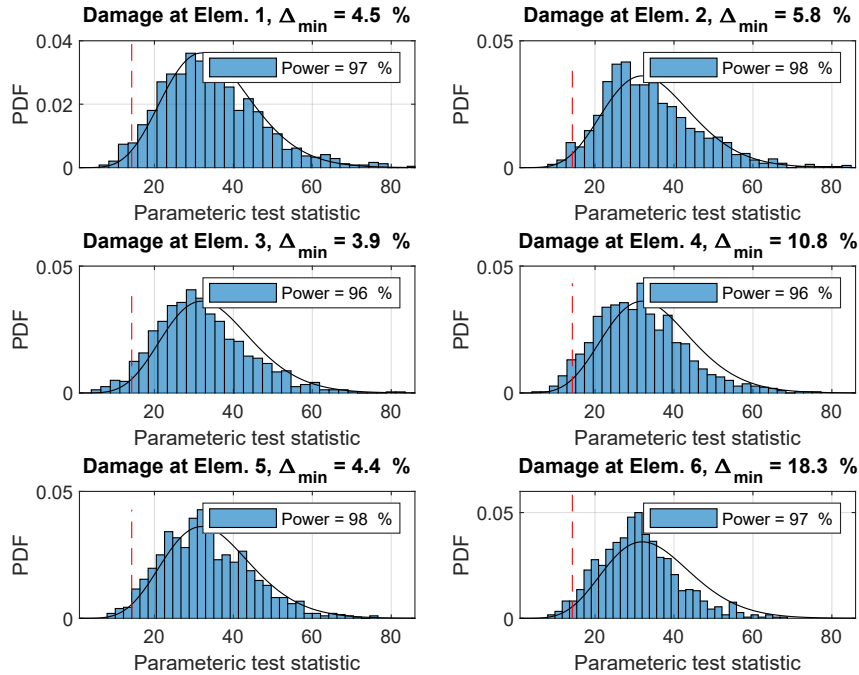 Damage at Elem. 1, Δmin = 4.5 %
Damage at Elem. 2, Δmin = 5.8 %
0.04
0.02
0
PDF
Power = 97 %
20 40 60 80
Parameteric test statistic
0.05
0
PDF
Power = 98 %
20 40 60 80
Parameteric test statistic
Damage at Elem. 3, Δmin = 3.9 %
Damage at Elem. 4, Δmin = 10.8 %
0.05
0
PDF
Power = 96 %
20 40 60 80
Parameteric test statistic
0.05
0
PDF
Power = 96 %
20 40 60 80
Parameteric test statistic
Damage at Elem. 5, Δmin = 4.4 %
Damage at Elem. 6, Δmin = 18.3 %
0.05
0
PDF
Power = 98 %
20 40 60 80
Parameteric test statistic
0.05
0
PDF
Power = 97 %
20 40 60 80
Parameteric test statistic